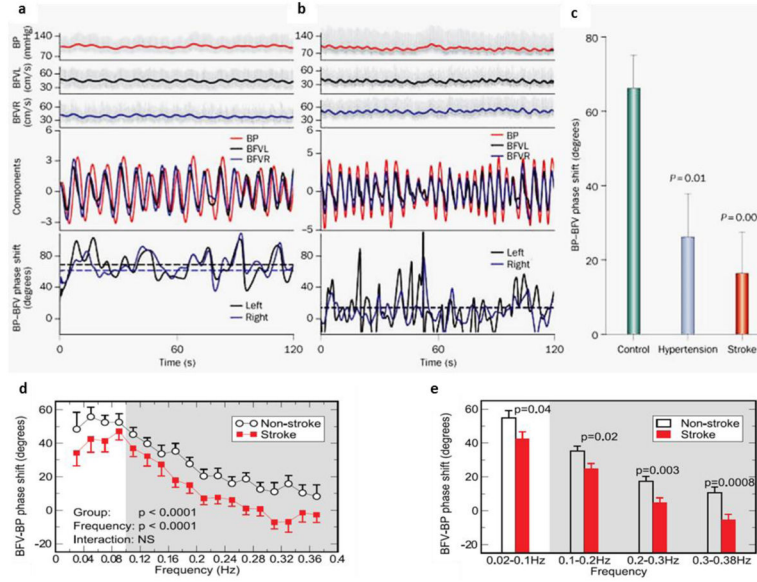 a
b
c
BP
(mmHg)
140
70
BFVL
(cm/s)
60
30
BFVR
(cm/s)
60
30
Components
6
3
0
-3
BP
BFVL
BFVR
BP–BFV phase shift
(degrees)
100
80
60
40
20
0
Left
Right
0
60
120
Time (s)
140
70
60
30
60
30
6
5
0
-5
BP
BFVL
BFVR
Left
Right
0
60
120
Time (s)
BP–BFV phase shift (degrees)
80
60
40
20
0
P = 0.01
P = 0.00
Control
Hypertension
Stroke
d
BFV-BP phase shift (degrees)
60
40
20
0
-20
Non-stroke
Stroke
Group: p < 0.0001
Frequency: p < 0.0001
Interaction: NS
0.04 0.08 0.12 0.16 0.20 0.24 0.28 0.32 0.36 0.4
Frequency (Hz)
e
BFV-BP phase shift (degrees)
60
40
20
0
-20
Non-stroke
Stroke
p=0.04
p=0.02
p=0.003
p=0.0008
0.02-0.1Hz 0.1-0.2Hz 0.2-0.3Hz 0.3-0.38Hz
Frequency